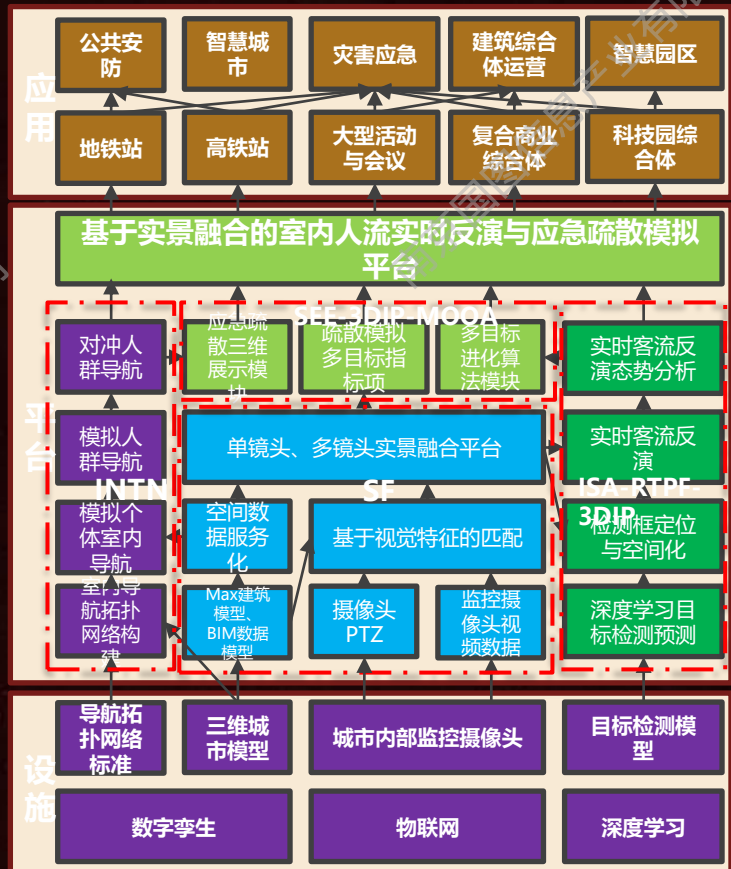 应用
公共安
防
智慧城
市
灾害应急
建筑综合
体运营
智慧园区
地铁站
高铁站
大型活动
与会议
复合商业
综合体
科技园综
合体
平台
基于实景融合的室内人流实时反演与应急疏散模拟
平台
SEE-3DIP-MOOA
对冲人
群导航
应急疏
散三维
展示模
块
疏散模拟
多目标指
标项
多目标
进化算
法模块
实时客流反
演态势分析
模拟人
群导航
单镜头、多镜头实景融合平台
实时客流反
演
INTN
SF
ISA-RTPF-
3DIP
模拟个
体室内
导航
空间数
据服务
化
基于视觉特征的匹配
检测框定位
与空间化
室内导
航拓扑
网络构
建
Max建筑
模型、
BIM数据
模型
摄像头
PTZ
监控摄
像头视
频数据
深度学习目
标检测预测
设施
导航拓
扑网络
标准
三维城
市模型
城市内部监控摄像头
目标检测模
型
数字孪生
物联网
深度学习